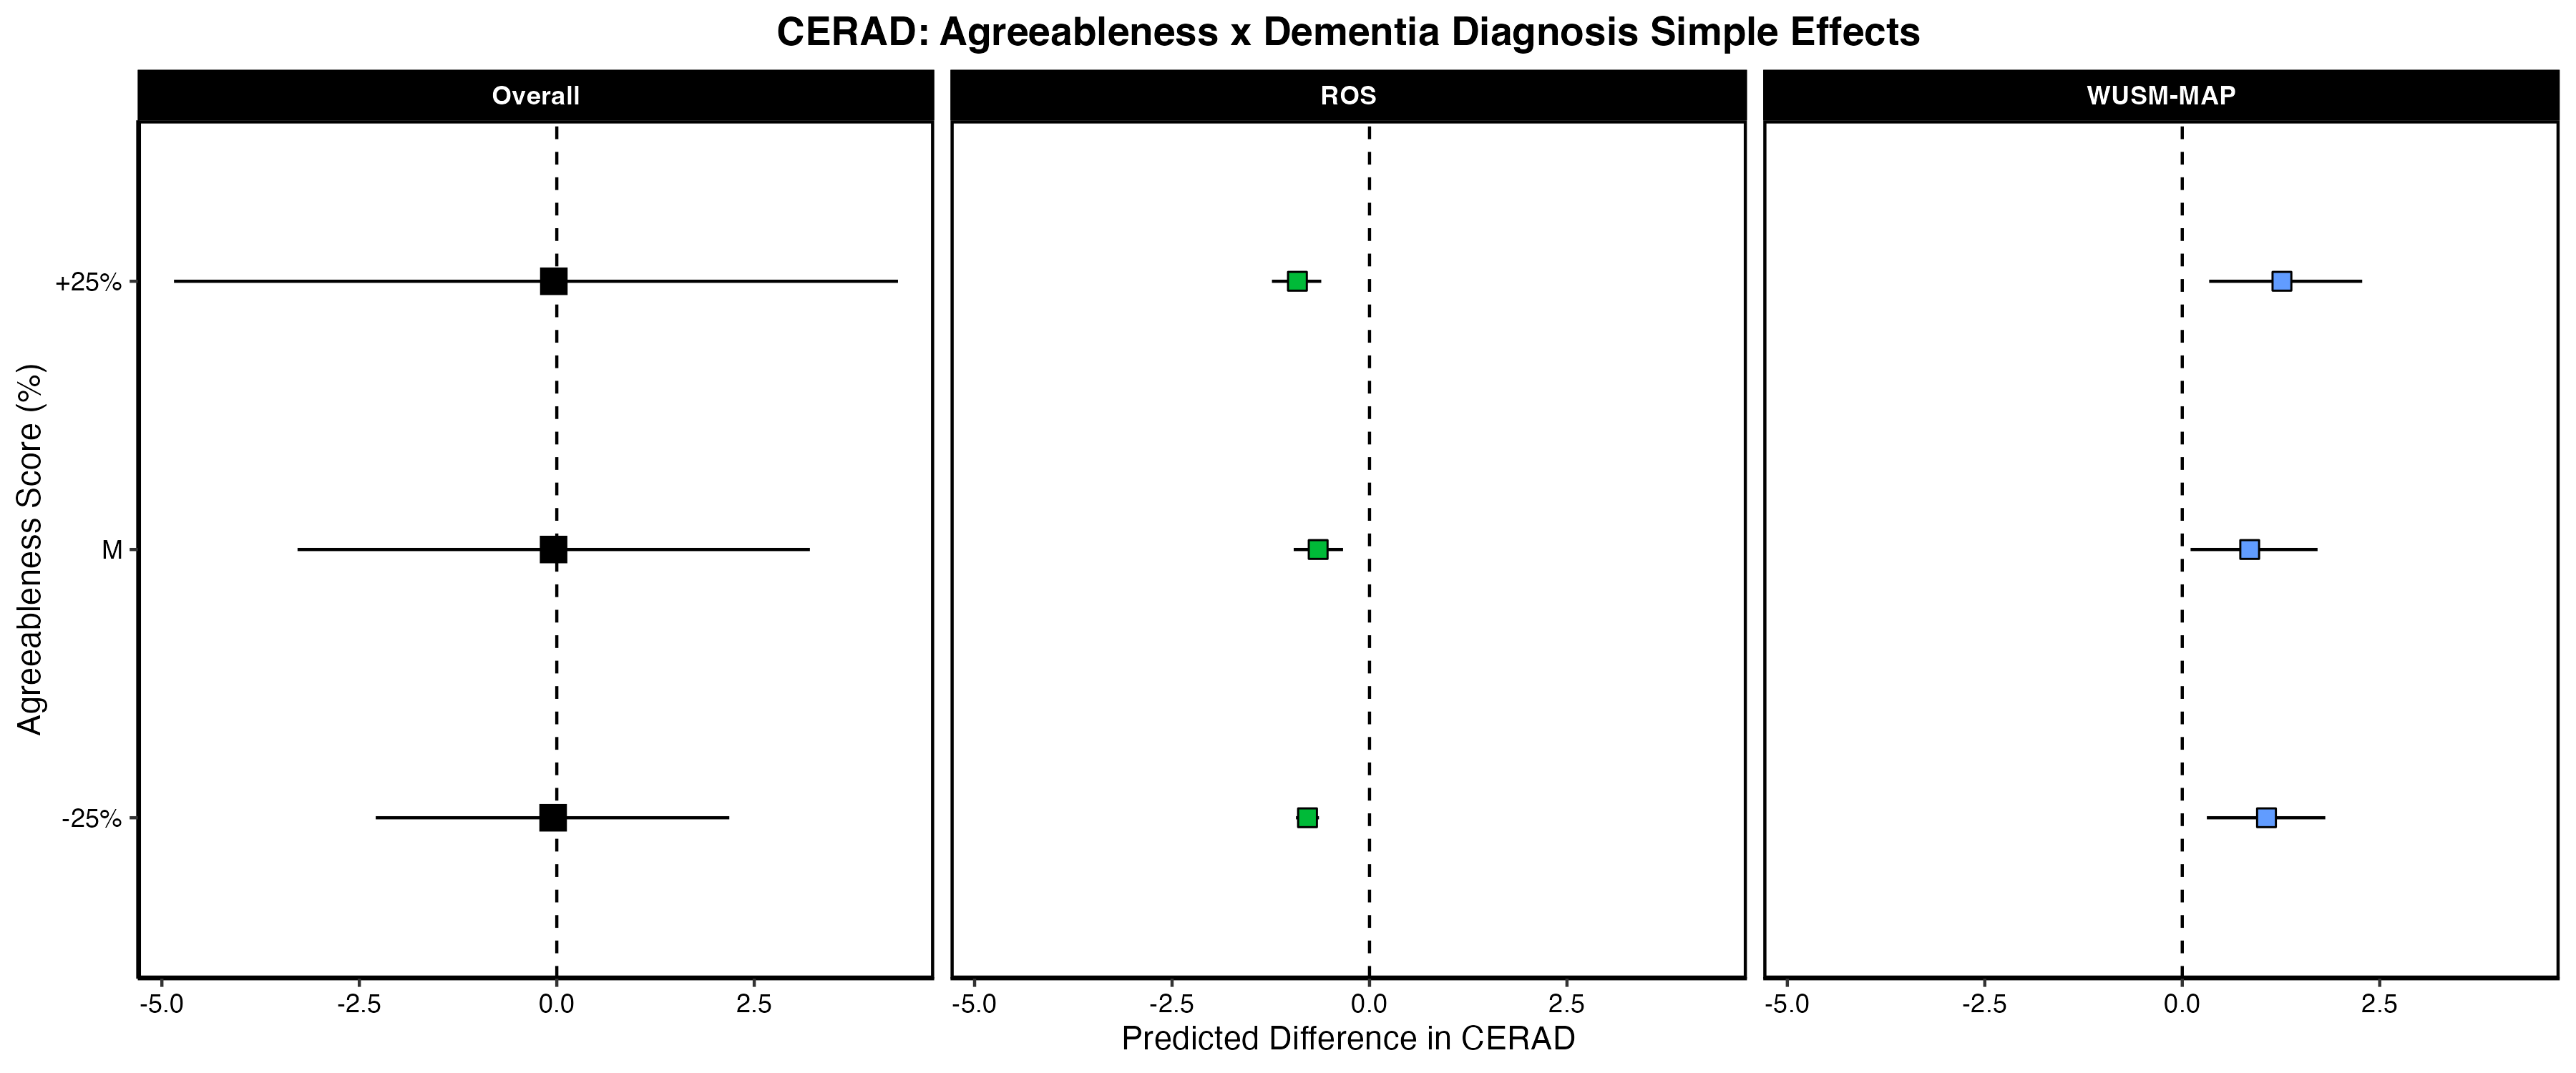 CERAD: Agreeableness x Dementia Diagnosis Simple Effects
Overall
ROS
WUSM-MAP
Agreeableness Score (%)
+25%
M
-25%
-5.0
-2.5
0.0
2.5
-5.0
-2.5
0.0
2.5
-5.0
-2.5
0.0
2.5
Predicted Difference in CERAD